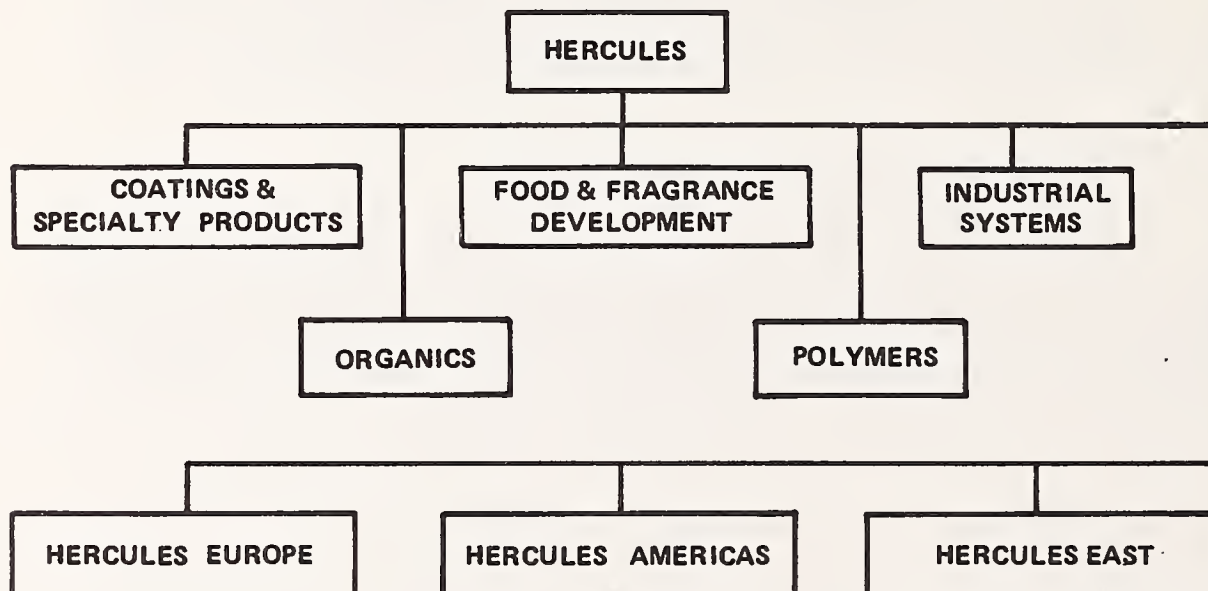 HERCULES
COATINGS &
SPECIALTY PRODUCTS
FOOD & FRAGRANCE
DEVELOPMENT
INDUSTRIAL
SYSTEMS
ORGANICS
POLYMERS
HERCULES EUROPE
HERCULES AMERICAS
HERCULES EAST